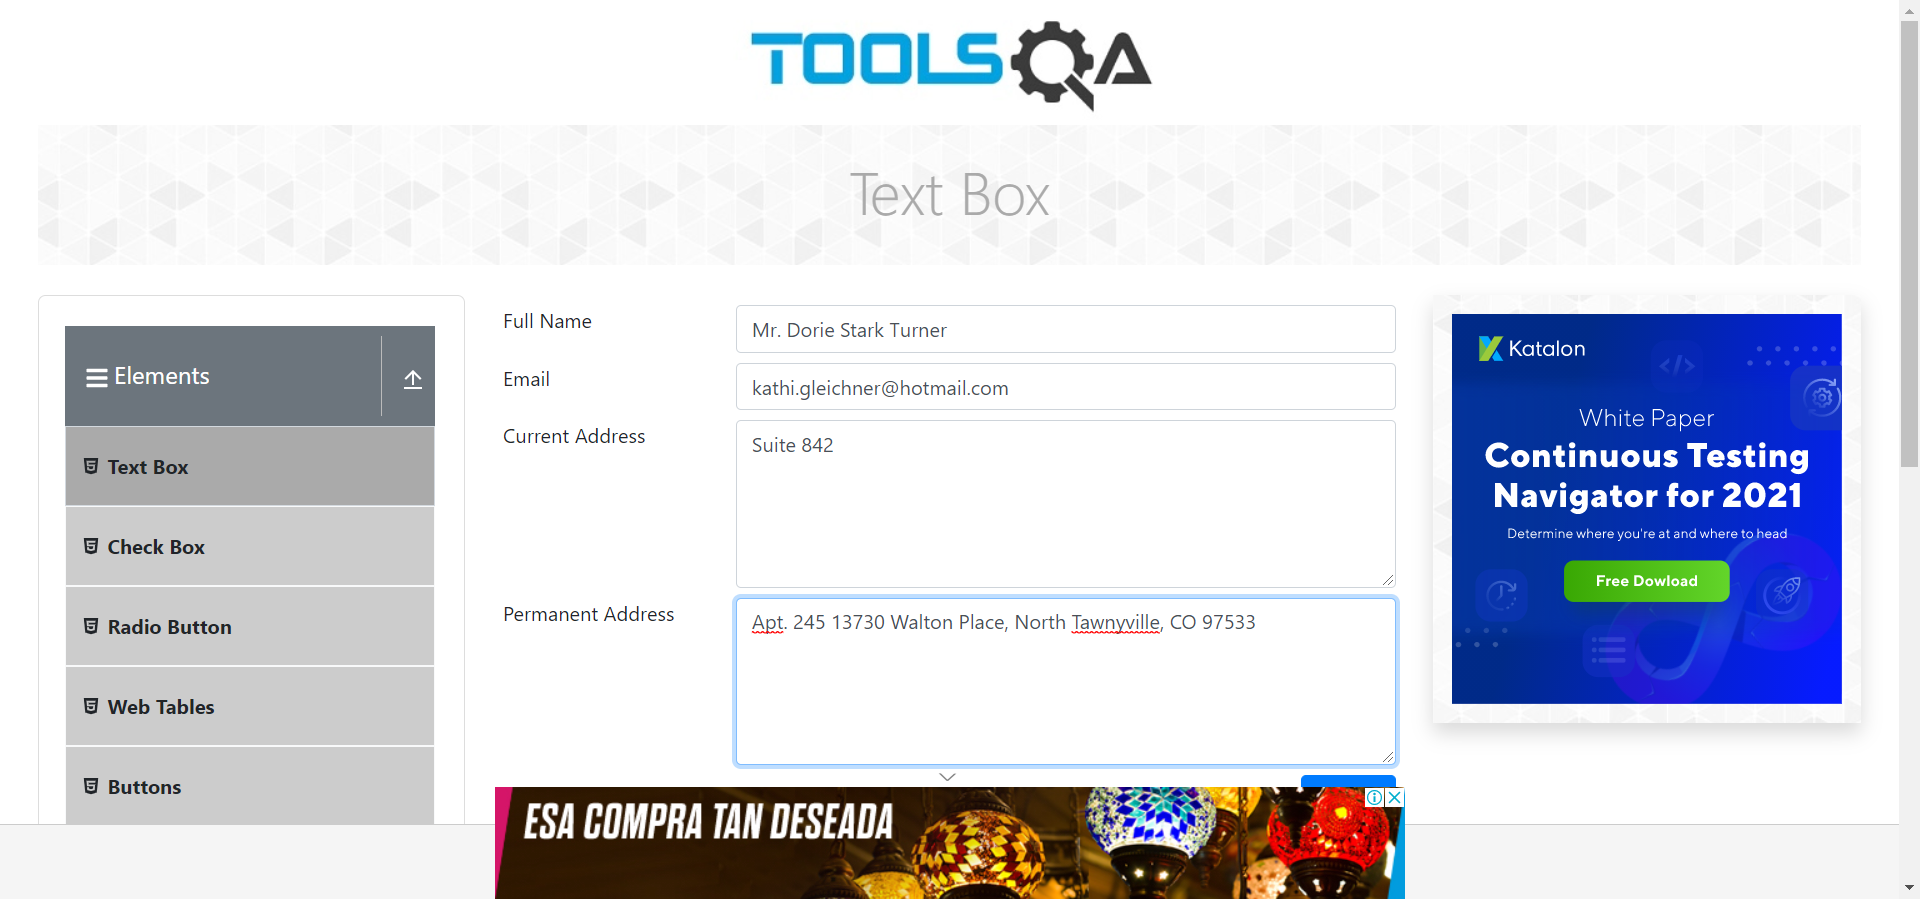 TOOLSQA
Text Box
Elements
Text Box
Check Box
Radio Button
Web Tables
Buttons
Full Name
Mr. Dorie Stark Turner
Email
kathi.gleichner@hotmail.com
Current Address
Suite 842
Permanent Address
Apt. 245 13730 Walton Place, North Tawnyville, CO 97533
Katalon
White Paper
Continuous Testing
Navigator for 2021
Determine where you're at and where to head
Free Dowload
ESA COMPRA TAN DESEADA